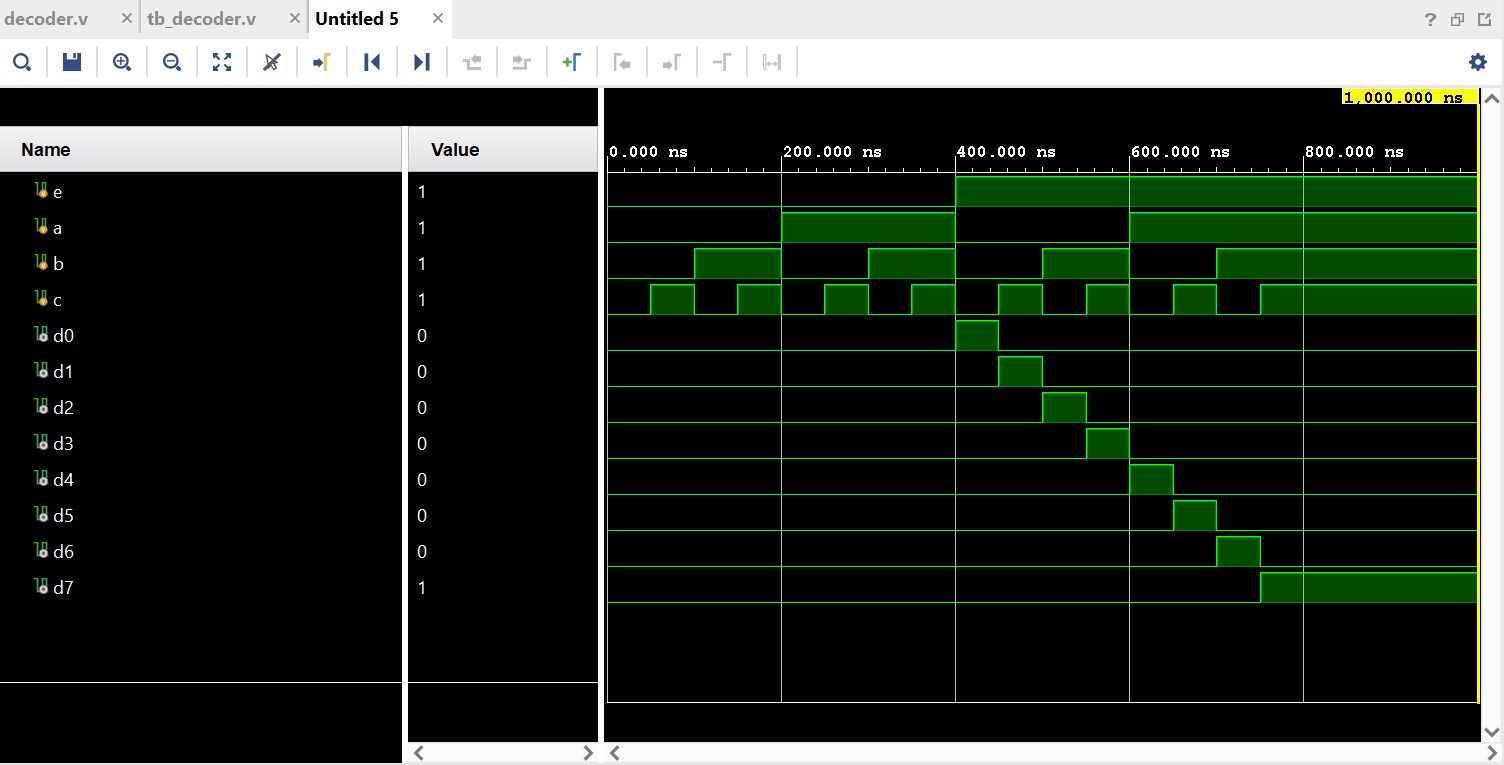 decoder.v × tb_decoder.v × Untitled 5 ×
?
1,000.000 ns
Name Value 0.000 ns 200.000 ns 400.000 ns 600.000 ns 800.000 ns
e 1
a 1
b 1
c 1
d0 0
d1 0
d2 0
d3 0
d4 0
d5 0
d6 0
d7 1